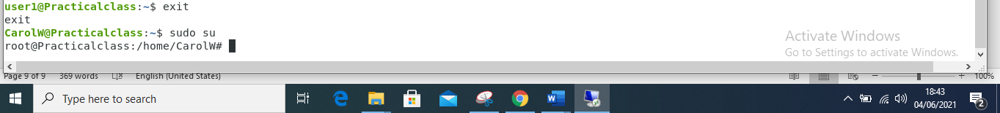 user1@Practicalclass:~$ exit
exit
CarolW@Practicalclass:~$ sudo su
root@Practicalclass:/home/CarolW#
Activate Windows
Go to Settings to activate Windows.
Page 9 of 9 369 words English (United States) 100%
Type here to search
18:43
04/06/2021
2